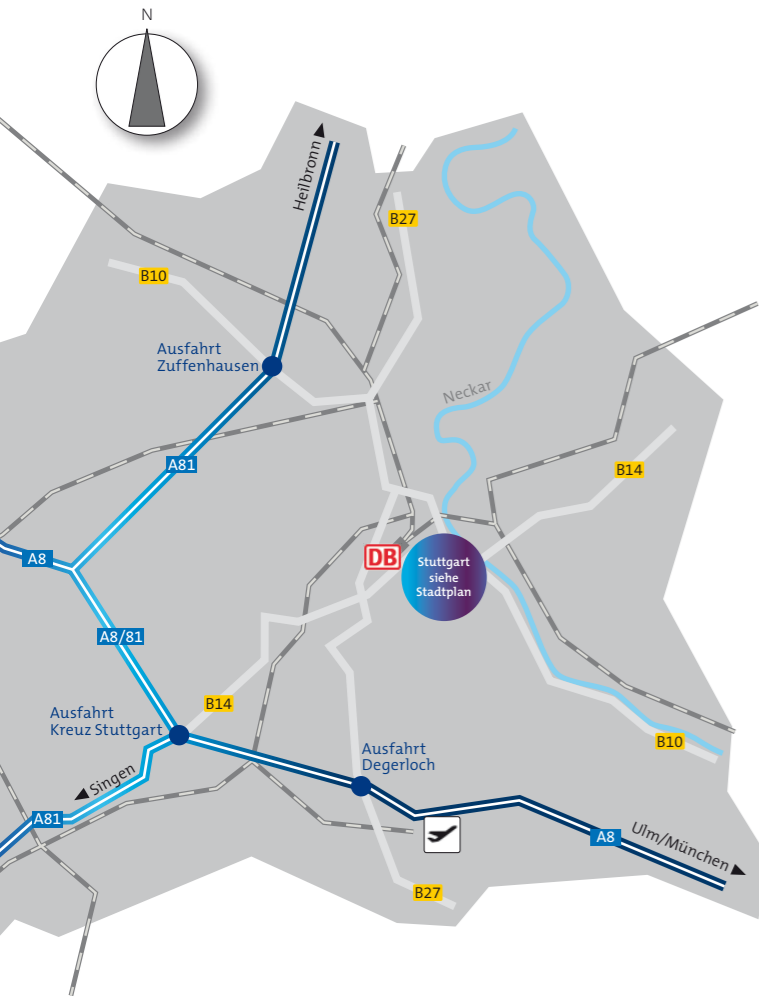 N
Heilbronn
B27
B10
Ausfahrt
Zuffenhausen
Neckar
A81
B14
A8
DB
Stuttgart
siehe
Stadtplan
A8/81
B14
Ausfahrt
Kreuz Stuttgart
B10
Ausfahrt
Degerloch
Singen
A81
A8
Ulm/München
B27